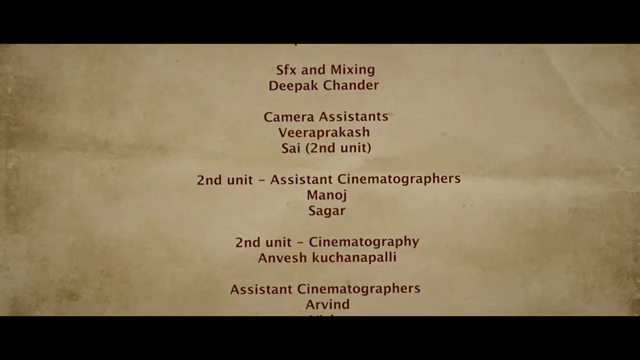 Sfx and Mixing
Deepak Chander
Camera Assistants
Veeraprakash
Sai (2nd unit)
2nd unit - Assistant Cinematographers
Manoj
Sagar
2nd unit - Cinematography
Anvesh kuchanapalli
Assistant Cinematographers
Arvind